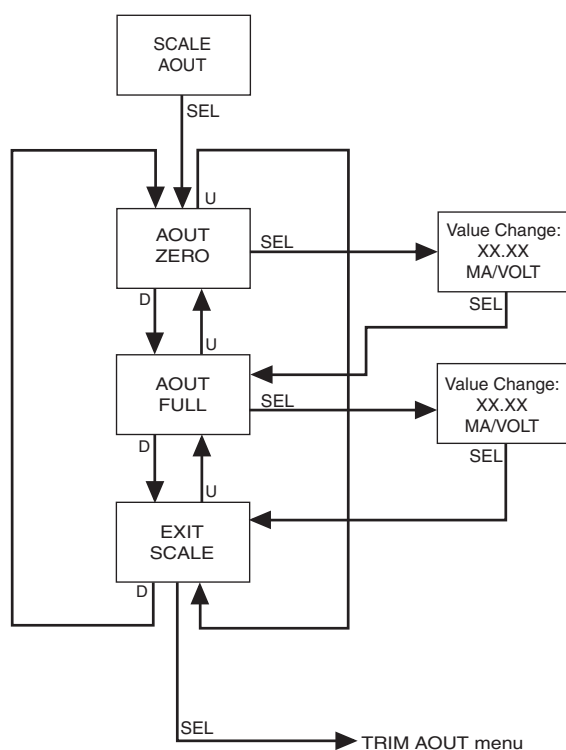 SCALE
AOUT
SEL
U
AOUT
ZERO
SEL
Value Change:
XX.XX
MA/VOLT
SEL
D
U
AOUT
FULL
SEL
Value Change:
XX.XX
MA/VOLT
SEL
D
U
EXIT
SCALE
D
SEL
TRIM AOUT menu